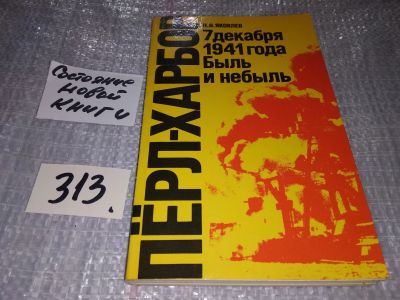 Состояние
новой
книги
313.
ПЁРЛ-ХАРБОР
Н.Н. ЯКОВЛЕВ
7 декабря
1941 года
Быль
и небыль